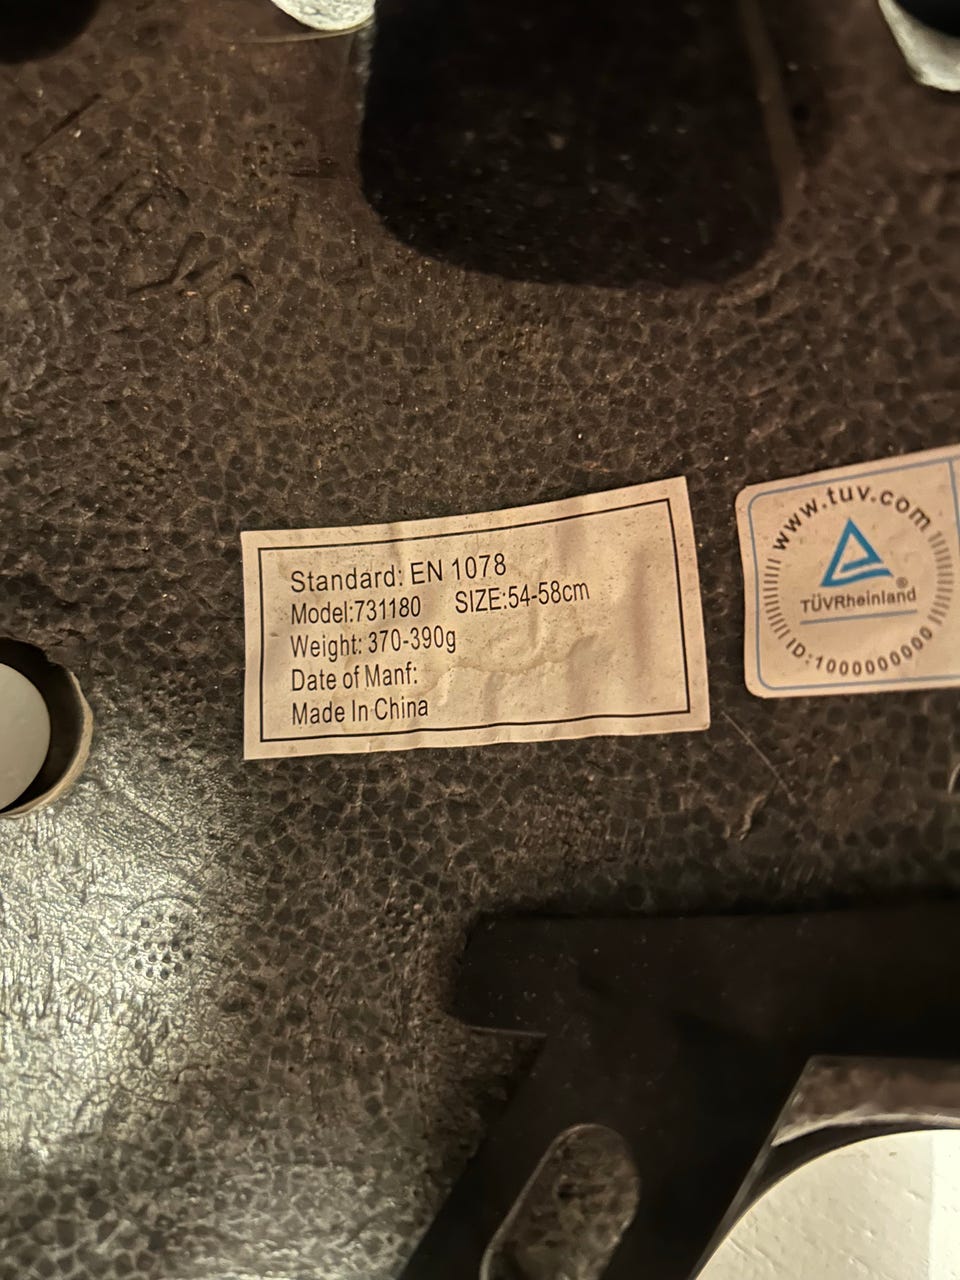 Standard: EN 1078
Model:731180 SIZE:54-58cm
Weight: 370-390g
Date of Manf:
Made In China
www.tuv.com
TÜVRheinland®
ID:1000000000